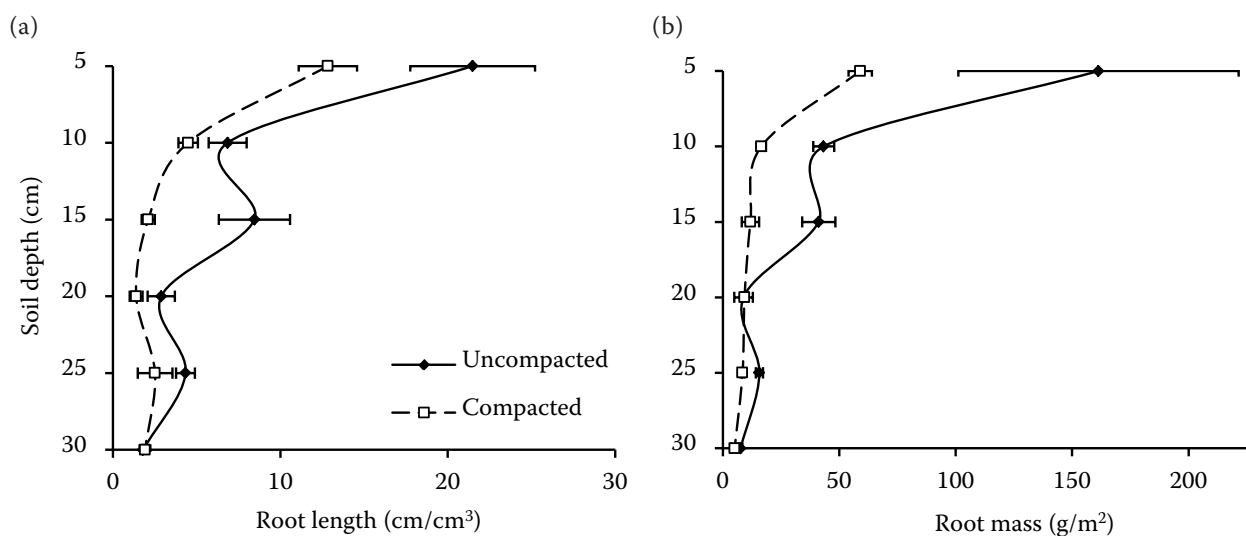 (a)
5
10
15
20
25
30
Soil depth (cm)
Uncompacted
Compacted
0 10 20 30
Root length (cm/cm³)
(b)
5
10
15
20
25
30
0 50 100 150 200
Root mass (g/m²)